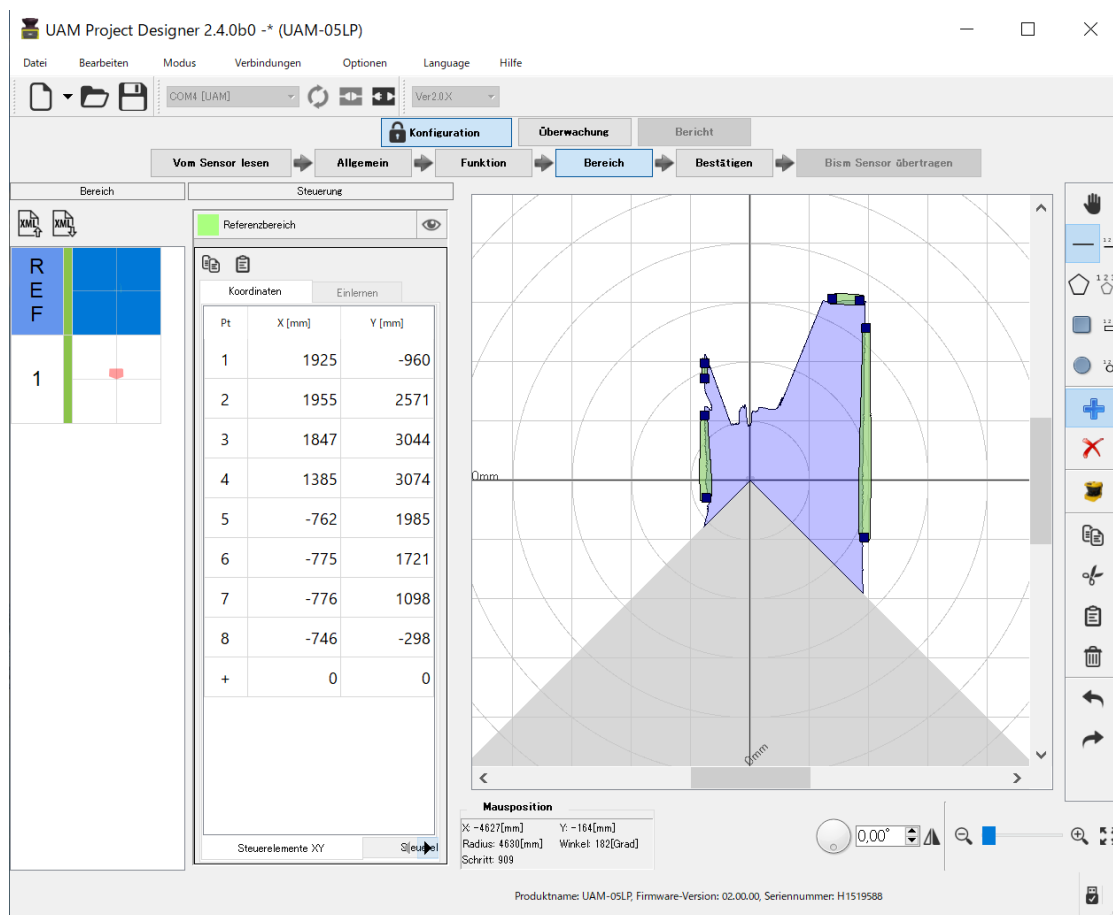 UAM Project Designer 2.4.0b0 -* (UAM-05LP)
Datei Bearbeiten Modus Verbindungen Optionen Language Hilfe
COM4 [UAM] Ver2.0.X
Konfiguration Überwachung Bericht
Vom Sensor lesen Allgemein Funktion Bereich Bestätigen Bism Sensor übertragen
Bereich Steuerung
XML XML
Referenzbereich
R
E
F
1
Koordinaten Einlernen
Pt X [mm] Y [mm]
1 1925 -960
2 1955 2571
3 1847 3044
4 1385 3074
5 -762 1985
6 -775 1721
7 -776 1098
8 -746 -298
+ 0 0
Steuerelemente XY
0mm
0mm
Mausposition
X: -4627[mm] Y: -164[mm]
Radius: 4630[mm] Winkel: 182[Grad]
Schritt: 909
0,00°
Produktname: UAM-05LP, Firmware-Version: 02.00.00, Seriennummer: H1519588